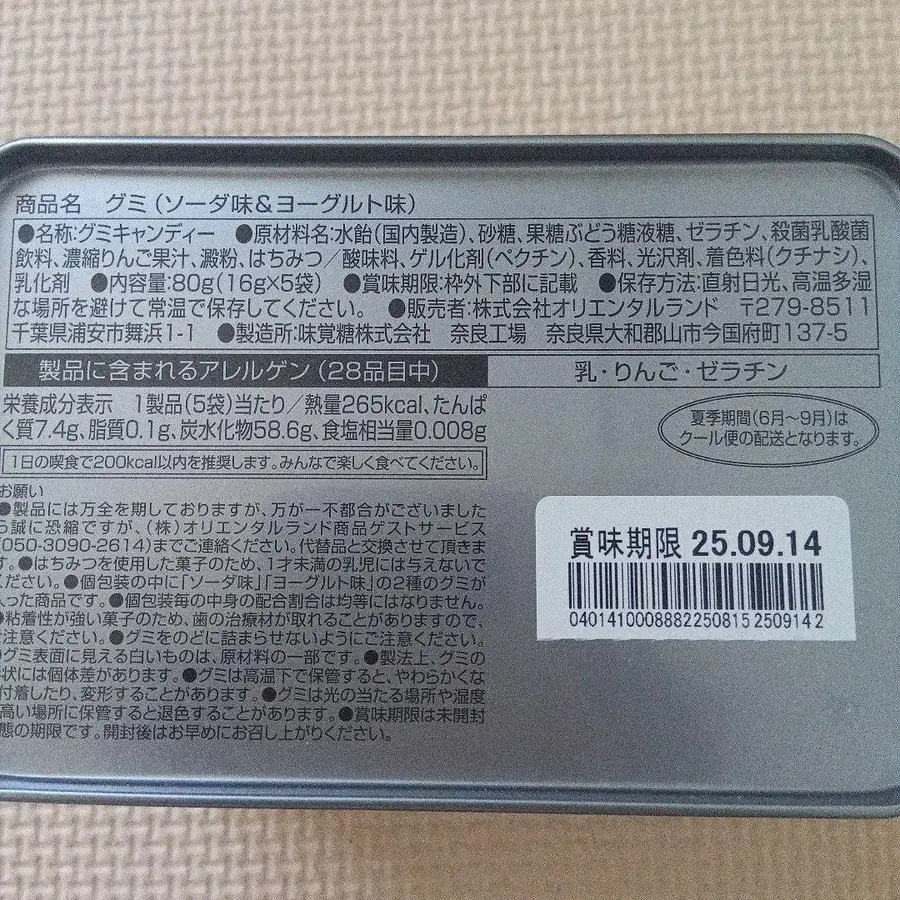 商品名 グミ(ソーダ味&ヨーグルト味)
●名称:グミキャンディー ●原材料名:水飴(国内製造)、砂糖、果糖ぶどう糖液糖、ゼラチン、殺菌乳酸菌
飲料、濃縮りんご果汁、澱粉、はちみつ/酸味料、ゲル化剤(ペクチン)、香料、光沢剤、着色料(クチナシ)、
乳化剤 ●内容量:80g(16g×5袋) ●賞味期限:枠外下部に記載 ●保存方法:直射日光、高温多湿
な場所を避けて常温で保存してください。 ●販売者:株式会社オリエンタルランド 〒279-8511
千葉県浦安市舞浜1-1 ●製造所:味覚糖株式会社 奈良工場 奈良県大和郡山市今国府町137-5
製品に含まれるアレルゲン(28品目中) 乳・りんご・ゼラチン
栄養成分表示 1製品(5袋)当たり/熱量265kcal、たんぱ
く質7.4g、脂質0.1g、炭水化物58.6g、食塩相当量0.008g
1日の喫食で200kcal以内を推奨します。みんなで楽しく食べてください。
夏季期間(6月~9月)は
クール便の配送となります。
お願い
●製品には万全を期しておりますが、万が一不都合がございました
ら誠に恐縮ですが、(株)オリエンタルランド商品ゲストサービス
(050-3090-2614)までご連絡ください。代替品と交換させて頂きま
す。●はちみつを使用した菓子のため、1才未満の乳児には与えないで
ください。●個包装の中に「ソーダ味」「ヨーグルト味」の2種のグミが
入った商品です。●個包装毎の中身の配合割合は均等にはなりません。
●粘着性が強い菓子のため、歯の治療材が取れることがありますので、
ご注意ください。●グミをのどに詰まらせないようにご注意ください。
グミ表面に見える白いものは、原材料の一部です。●製法上、グミの
形状には個体差があります。●グミは高温下で保管すると、やわらかくな
付着したり、変形することがあります。●グミは光の当たる場所や湿度
高い場所に保管すると退色することがあります。●賞味期限は未開封
態の期限です。開封後はお早めにお召し上がりください。
賞味期限 25.09.14
0401410008882250815 2509142